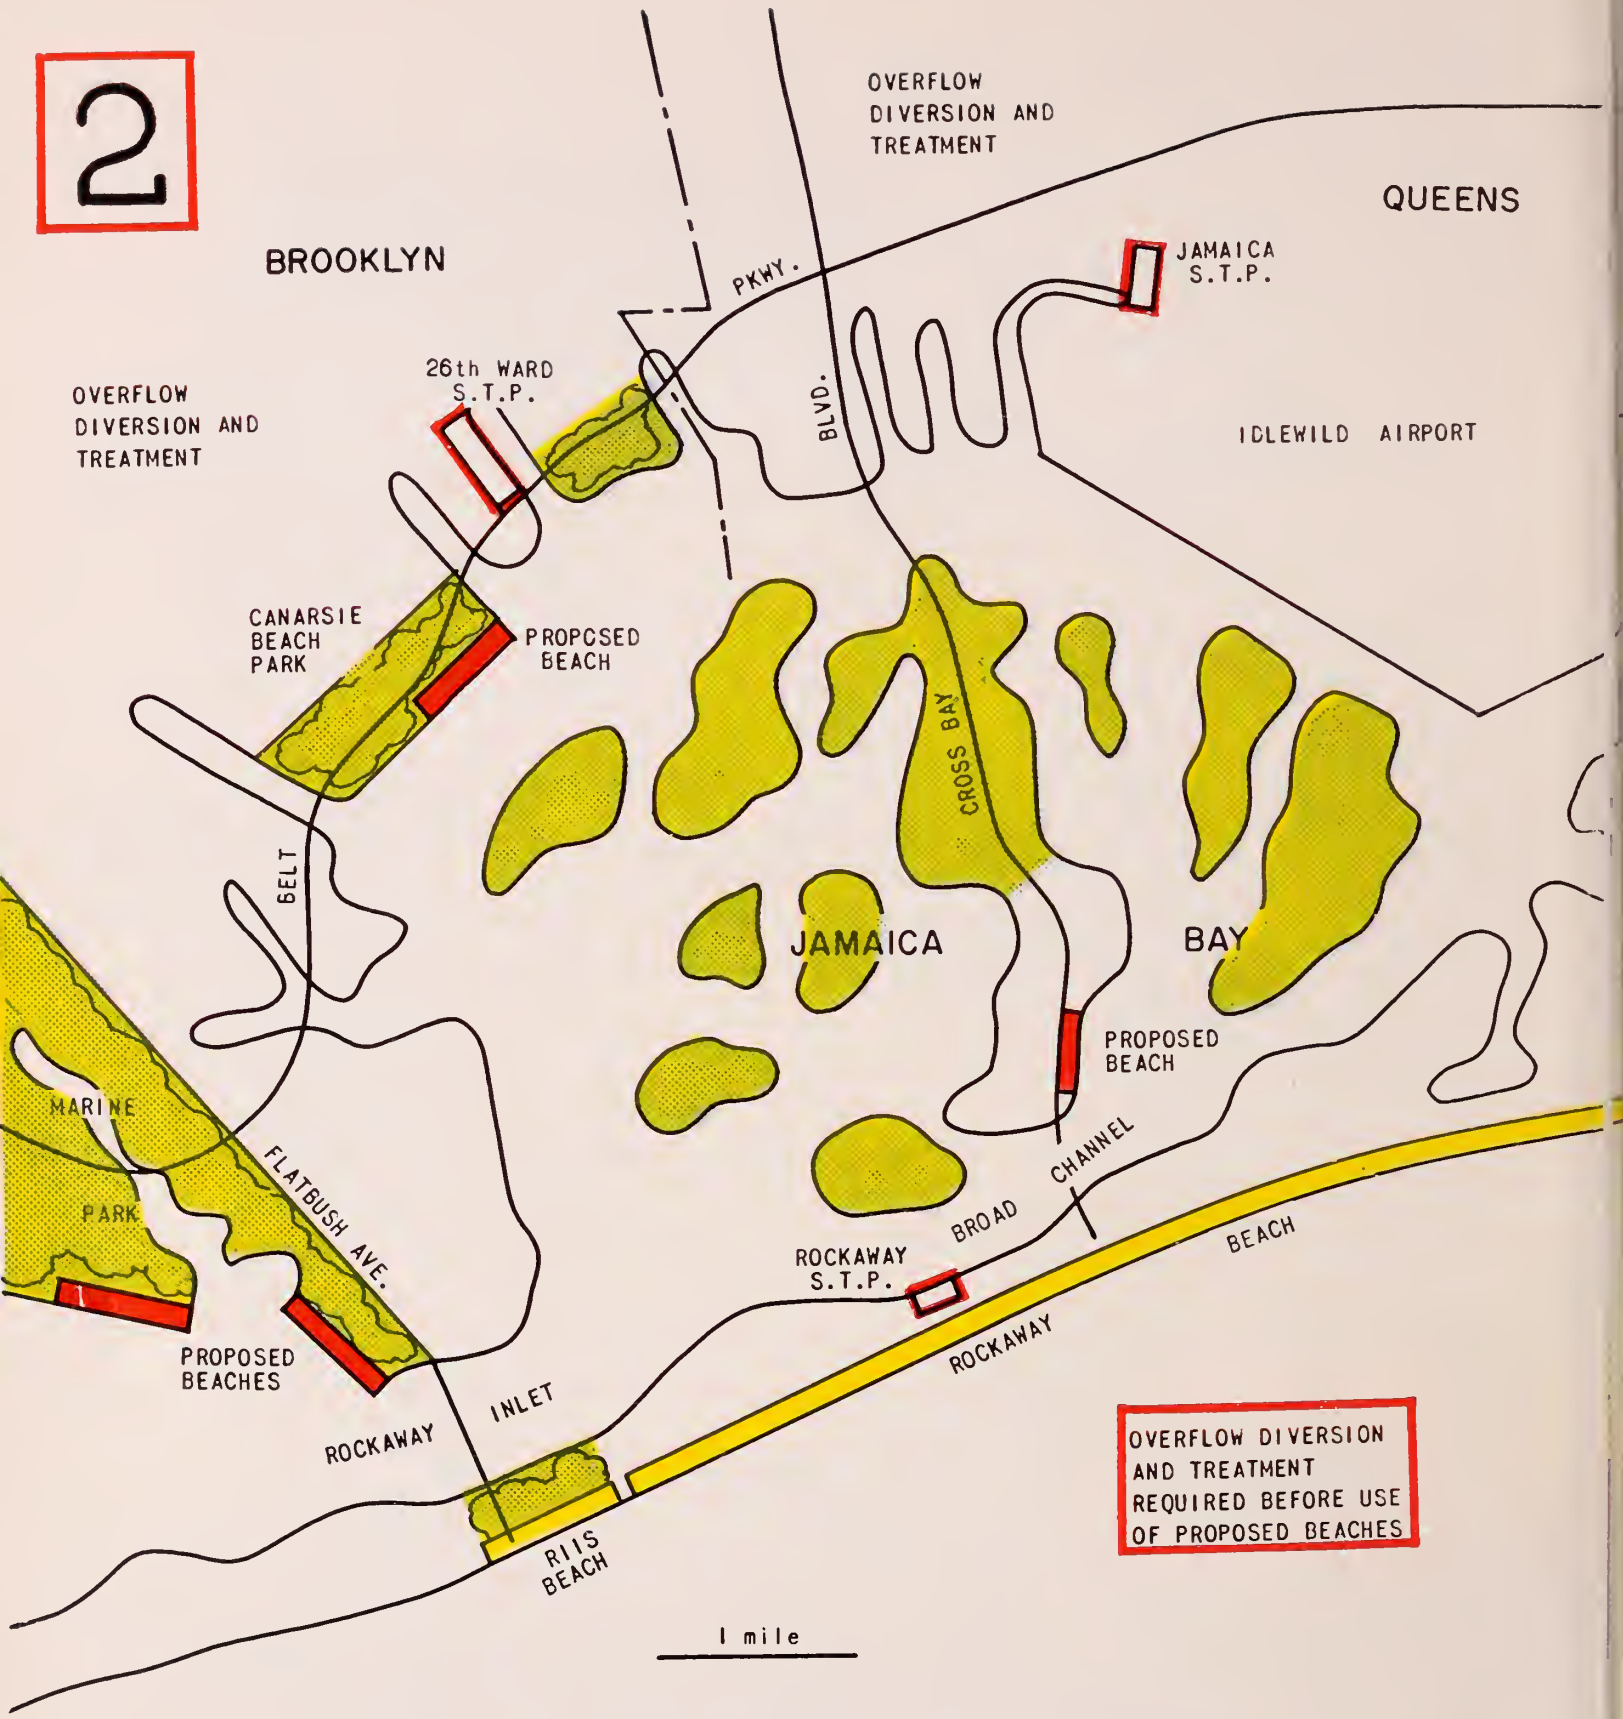 2
OVERFLOW
DIVERSION AND
TREATMENT
QUEENS
BROOKLYN
JAMAICA
S.T.P.
PKWY.
26th WARD
S.T.P.
OVERFLOW
DIVERSION AND
TREATMENT
BLVD.
IDLEWILD AIRPORT
CANARSIE
BEACH
PARK
PROPOSED
BEACH
CROSS BAY
BELT
JAMAICA BAY
PROPOSED
BEACH
MARINE
PARK
FLATBUSH AVE.
BROAD CHANNEL
ROCKAWAY
S.T.P.
ROCKAWAY BEACH
PROPOSED
BEACHES
ROCKAWAY INLET
RIIS
BEACH
OVERFLOW DIVERSION
AND TREATMENT
REQUIRED BEFORE USE
OF PROPOSED BEACHES
1 mile